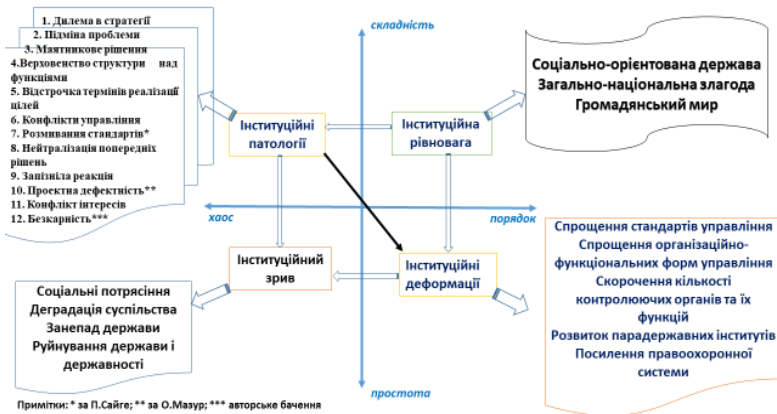 складність
1. Дилема в стратегії
2. Підміна проблеми
3. Маятникове рішення
4.Верховенство структури над
функціями
5. Відстрочка термінів реалізації
цілей
6. Конфлікти управління
7. Розмивання стандартів*
8. Нейтралізація попередніх
рішень
9. Запізніла реакція
10. Проектна дефектність**
11. Конфлікт інтересів
12. Безкарність***
Інституційні
патології
Інституційна
рівновага
Соціально-орієнтована держава
Загально-національна злагода
Громадянський мир
хаос
порядок
Інституційний
зрив
Інституційні
деформації
Соціальні потрясіння
Деградація суспільства
Занепад держави
Руйнування держави і
державності
Спрощення стандартів управління
Спрощення організаційно-
функціональних форм управління
Скорочення кількості
контролюючих органів та їх
функцій
Розвиток парадержавних інститутів
Посилення правоохоронної
системи
простота
Примітки: * за П.Сайге; ** за О.Мазур; *** авторське бачення